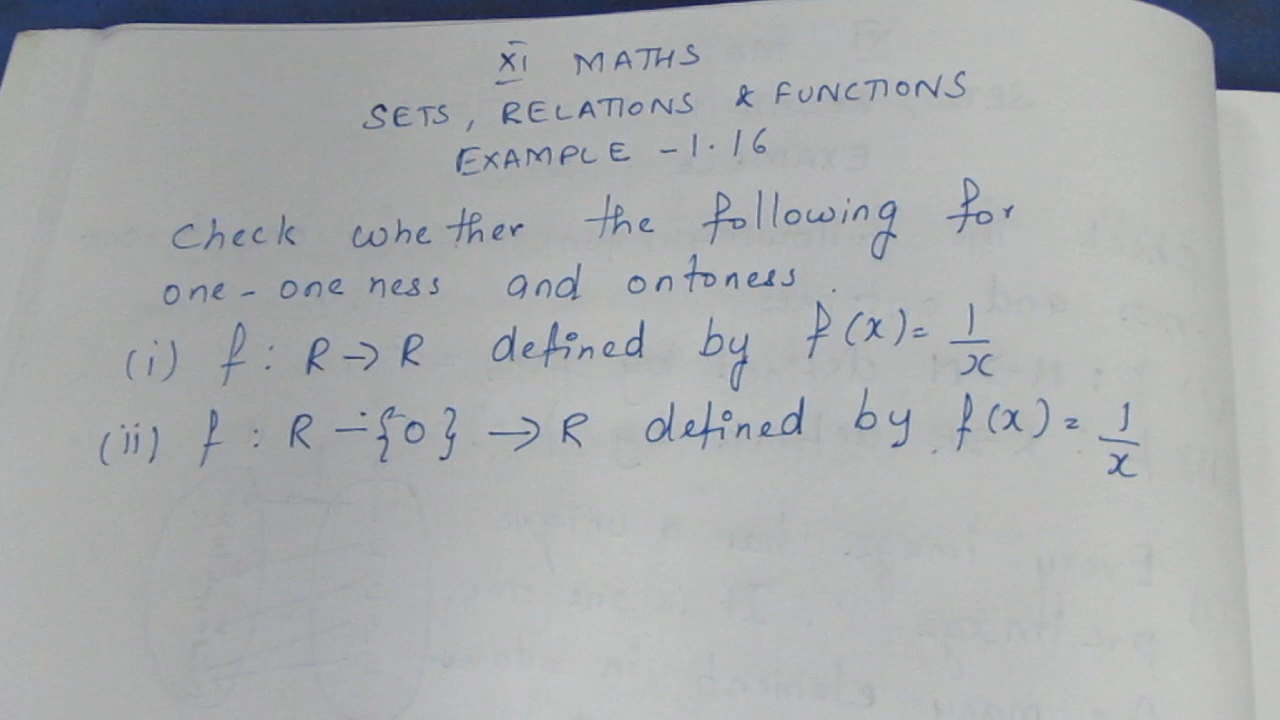 XI MATHS
SETS, RELATIONS & FUNCTIONS
EXAMPLE - 1.16
Check whether the following for
one-one ness and ontoness.
(i) f : R → R defined by f(x) = 1/x
(ii) f : R - {0} → R defined by f(x) = 1/x